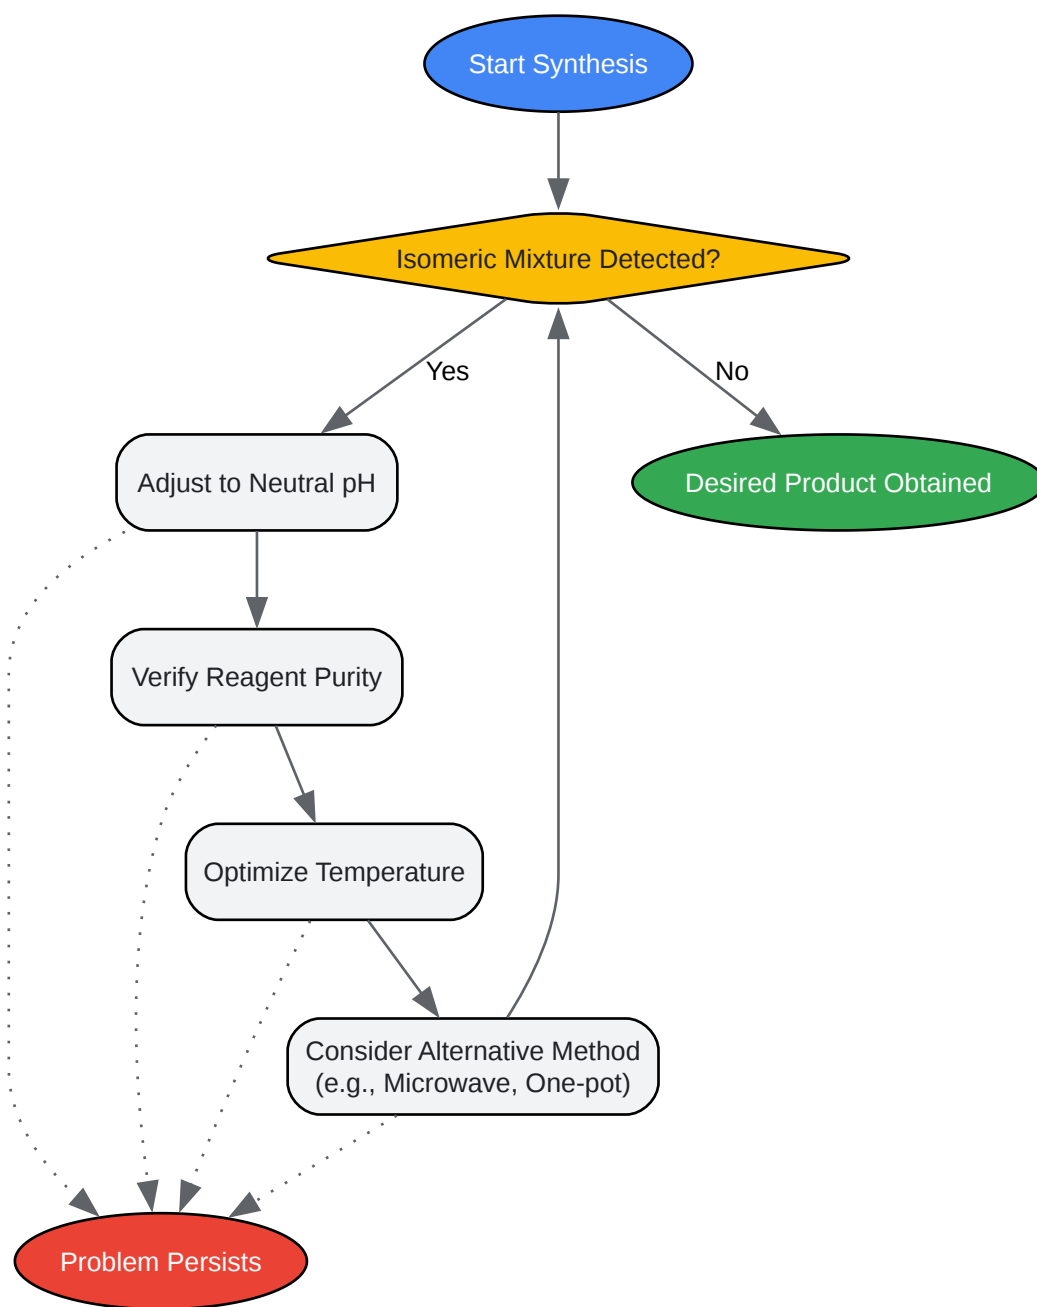 Start Synthesis
Isomeric Mixture Detected?
Yes
No
Adjust to Neutral pH
Desired Product Obtained
Verify Reagent Purity
Optimize Temperature
Consider Alternative Method
(e.g., Microwave, One-pot)
Problem Persists